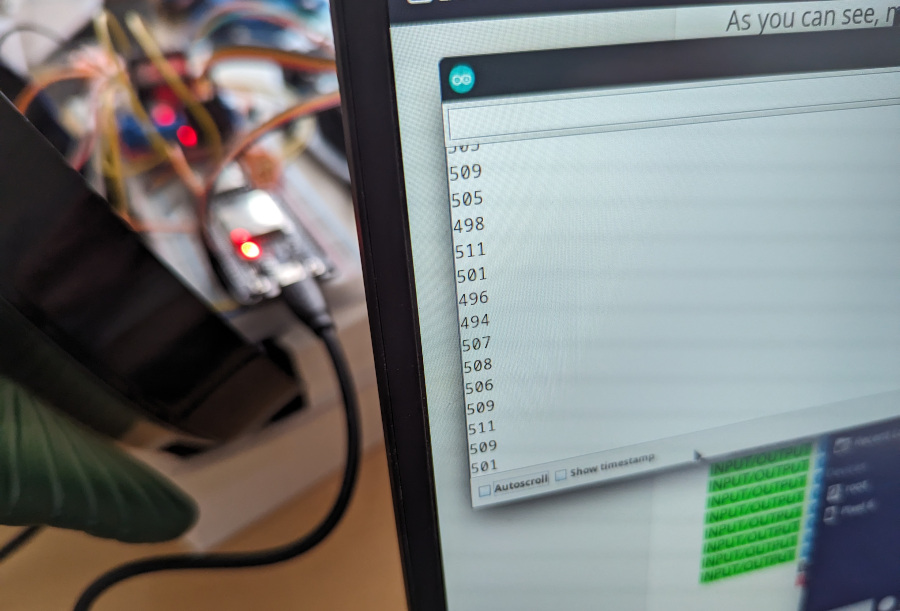 As you can see,
509
505
498
511
501
496
494
507
508
506
509
511
509
501
Autoscroll Show timestamp
INPUT/OUTPUT
INPUT/OUTPUT
INPUT/OUTPUT
INPUT/OUTPUT
INPUT/OUTPUT
INPUT/OUTPUT
INPUT/OUTPUT